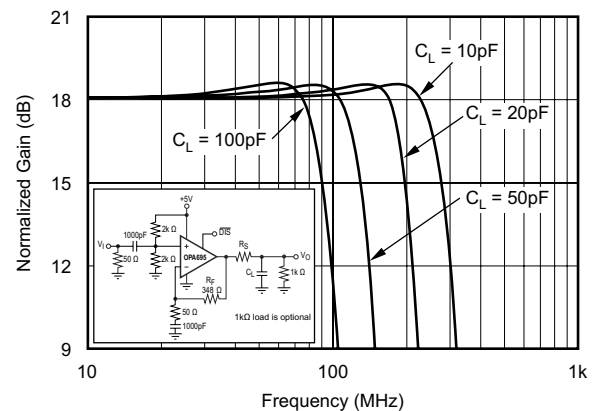 21
18
15
12
9
Normalized Gain (dB)
C_L = 10pF
C_L = 20pF
C_L = 100pF
C_L = 50pF
+5V
DIS
1000pF
2k Ω
V_I
50 Ω
2k Ω
+
−
OPA695
R_S
V_O
C_L
1k Ω
R_F
348 Ω
50 Ω
1000pF
1kΩ load is optional
10
100
1k
Frequency (MHz)